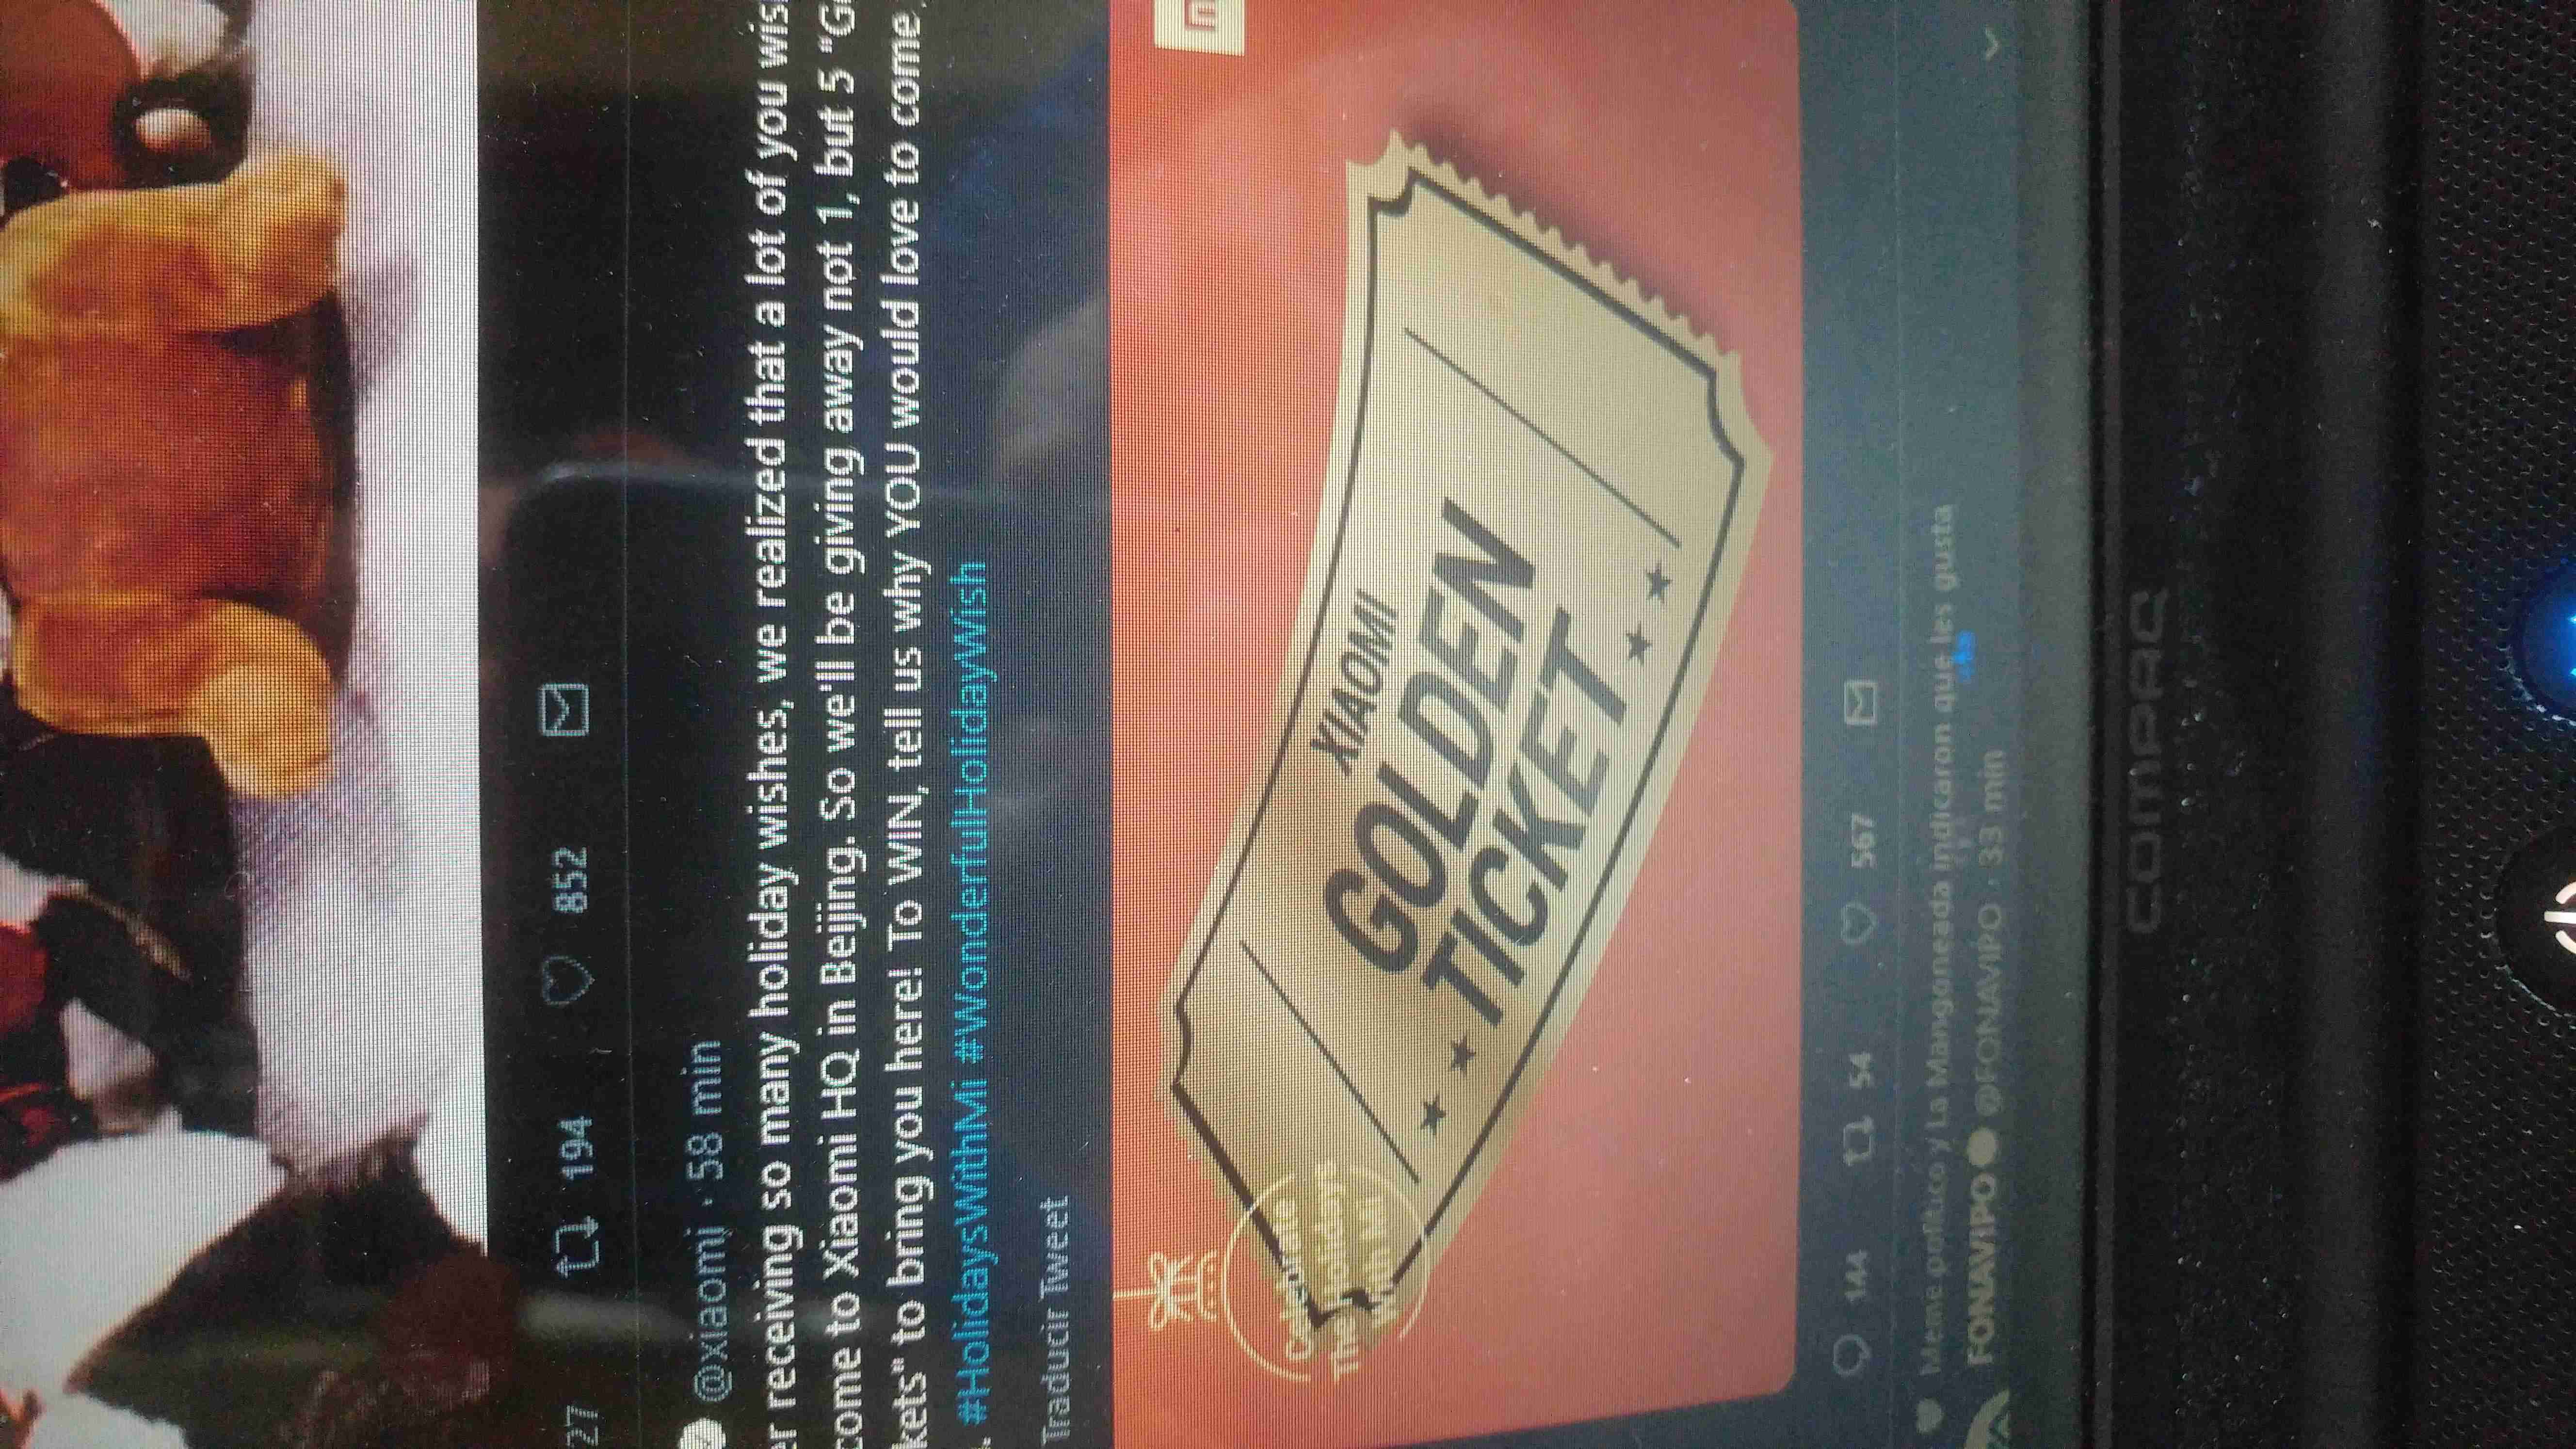 27 194 852
@xiaomi · 58 min
receiving so many holiday wishes, we realized that a lot of you
come to Xiaomi HQ in Beijing. So we'll be giving away not 1, but 5
to bring you here! To WIN, tell us why YOU would love to come.
#HolidaysWithMi #WonderfulHolidayWish
Traducir Tweet
Celebrate
The Holidays
With Mi
XIAOMI
GOLDEN
TICKET
144 54 567
Meme político y La Mangoneada indicaron que les gusta
FONAVIPO @FONAVIPO · 33 min
COMPAQ